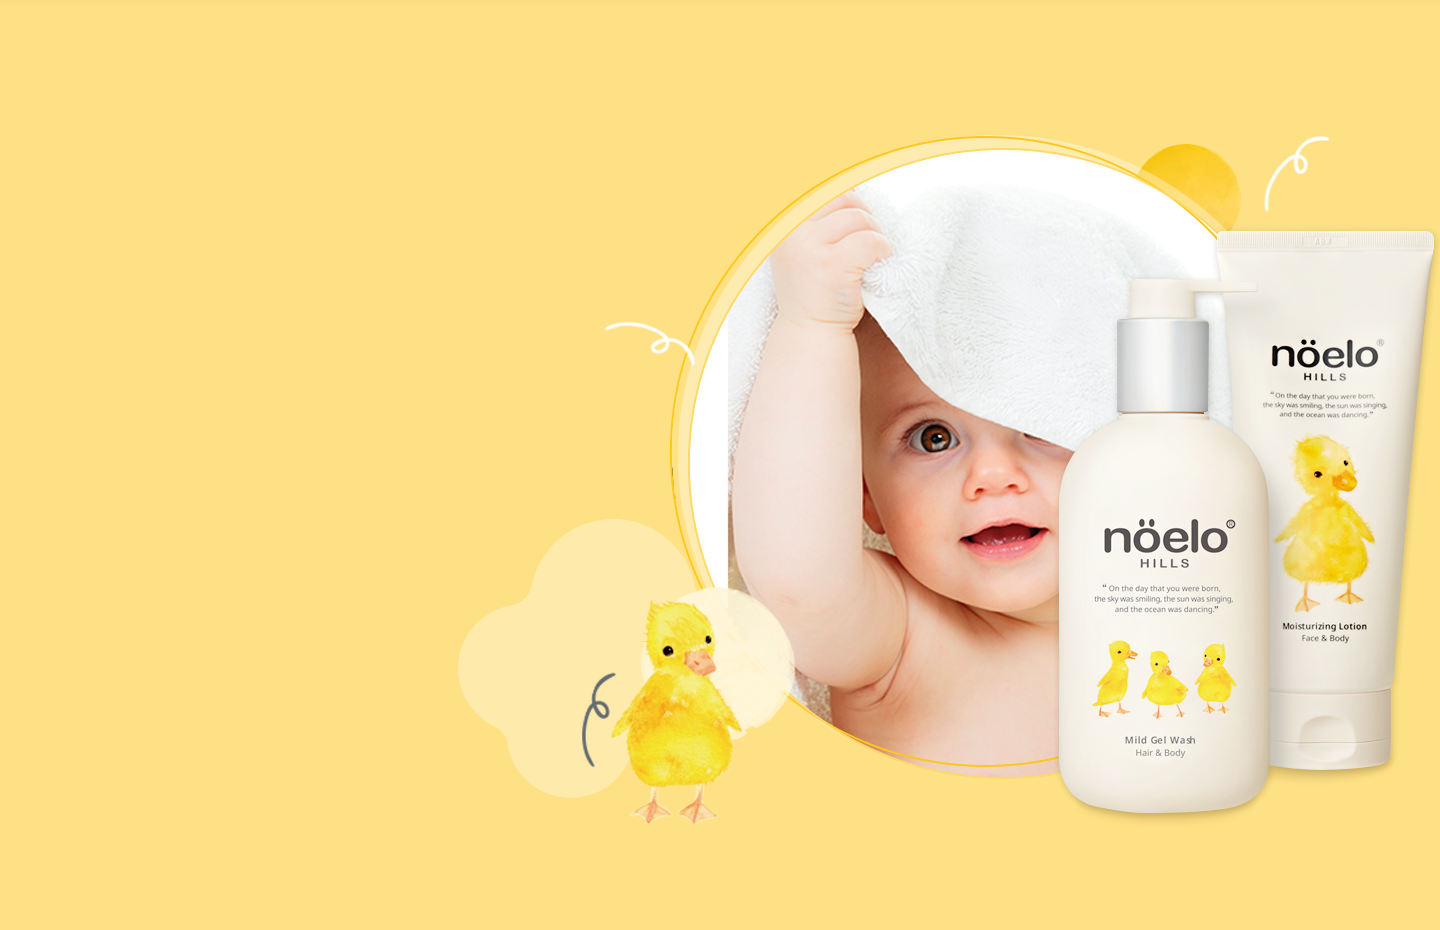 nöelo®
HILLS
“On the day that you were born,
the sky was smiling, the sun was singing,
and the ocean was dancing.”
Moisturizing Lotion
Face & Body
nöelo®
HILLS
“ On the day that you were born,
the sky was smiling, the sun was singing,
and the ocean was dancing.”
Mild Gel Wash
Hair & Body